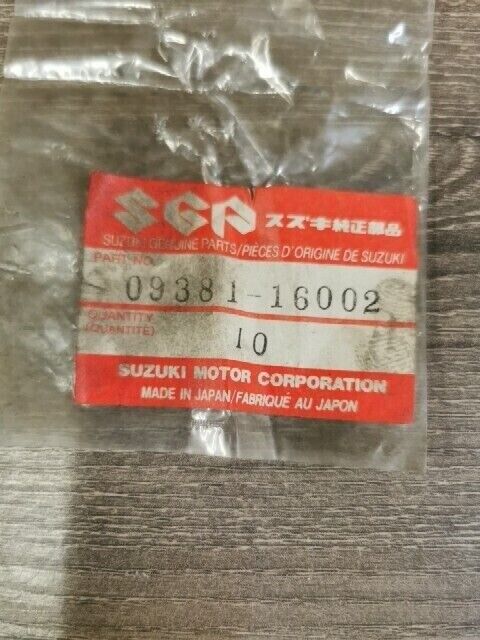 SGP スズキ純正部品
SUZUKI GENUINE PARTS/PIÈCES D'ORIGINE DE SUZUKI
PART NO.
09381-16002
QUANTITY
(QUANTITÉ)
10
SUZUKI MOTOR CORPORATION
MADE IN JAPAN/FABRIQUÉ AU JAPON